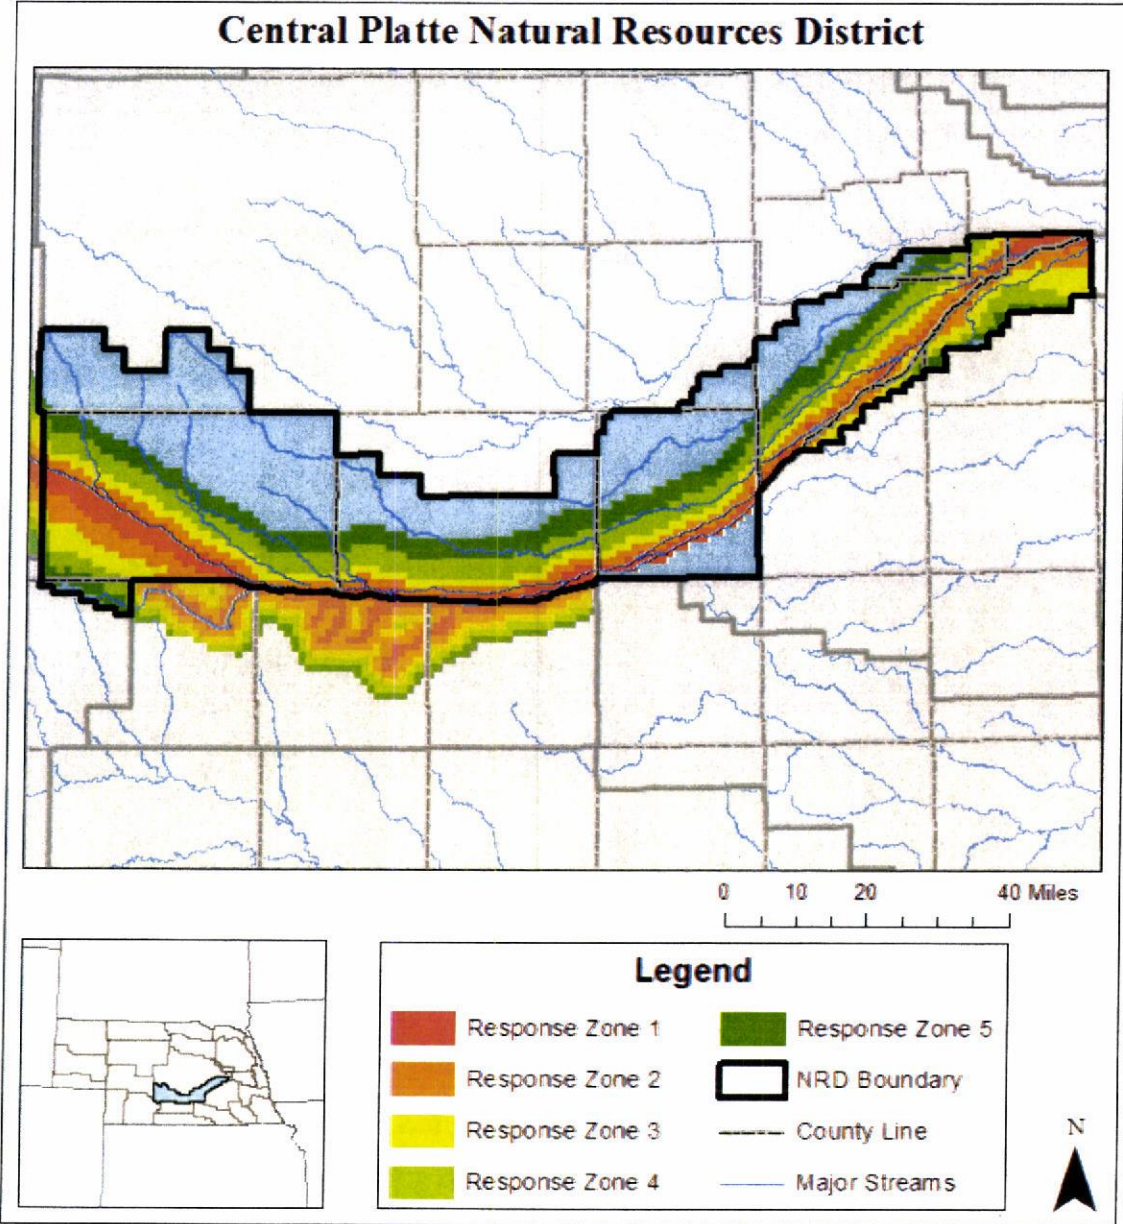 Central Platte Natural Resources District
0 10 20 40 Miles
Legend
Response Zone 1
Response Zone 2
Response Zone 3
Response Zone 4
Response Zone 5
NRD Boundary
County Line
Major Streams
N